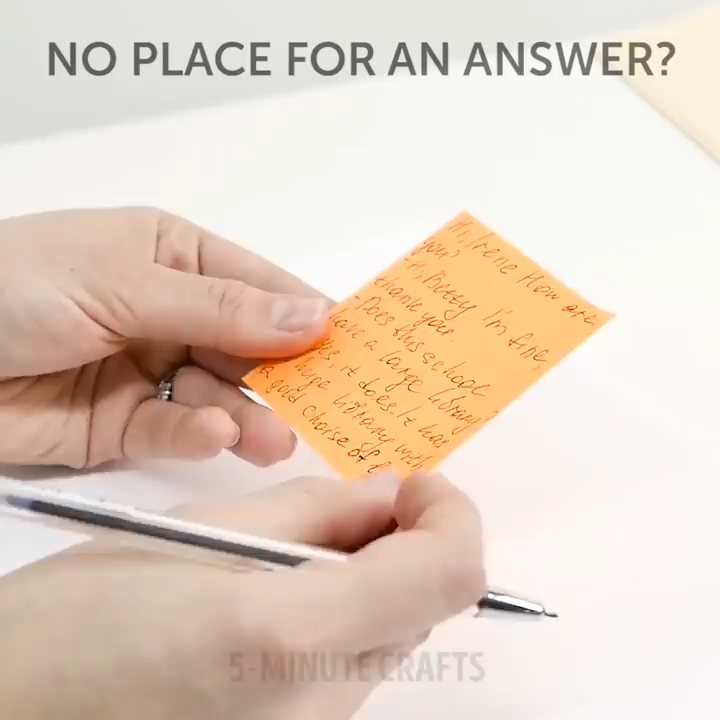 NO PLACE FOR AN ANSWER?
Hi, Irene How are
you?
-Hi, Betty I'm fine,
thank you.
-Does this school
have a large library?
Yes, it does. It has
huge library with
a good choise of
5-MINUTE CRAFTS